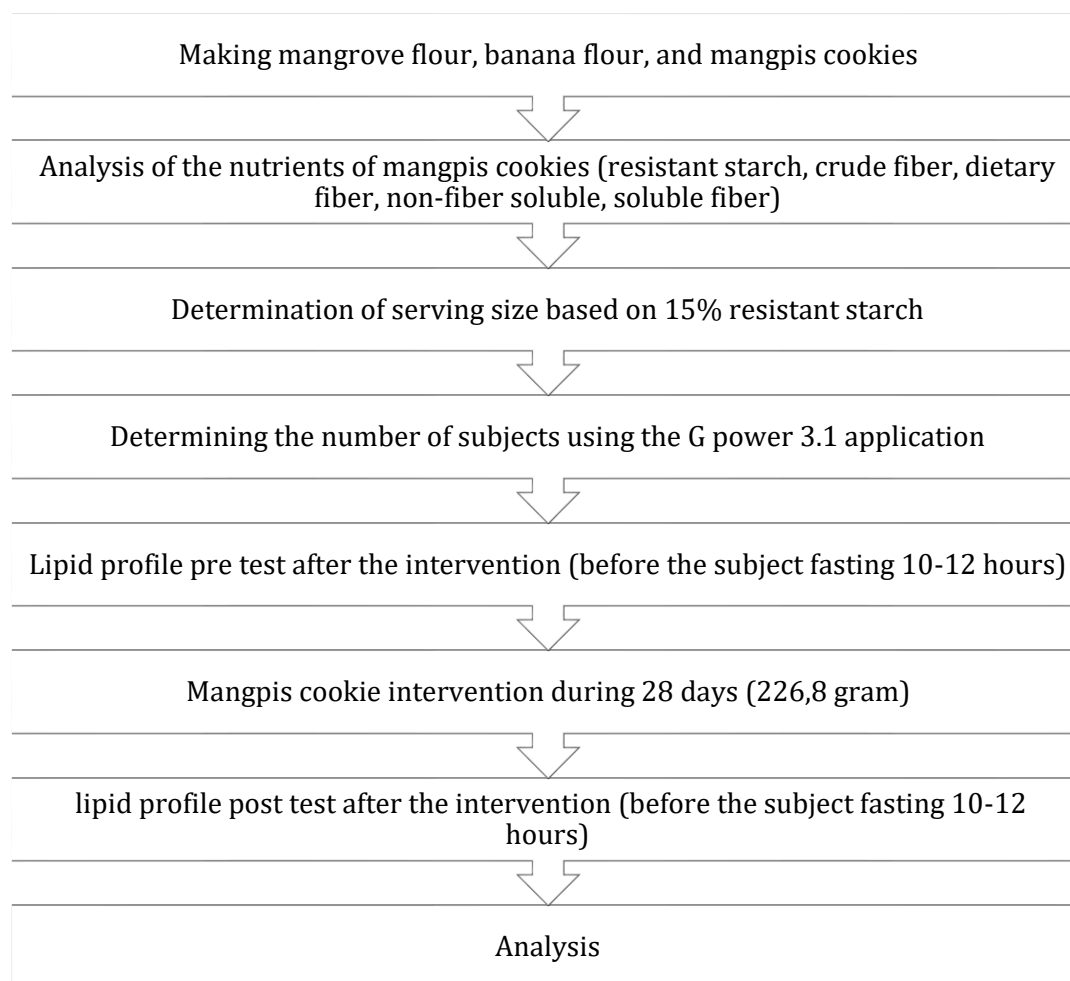 Making mangrove flour, banana flour, and mangpis cookies
Analysis of the nutrients of mangpis cookies (resistant starch, crude fiber, dietary
fiber, non-fiber soluble, soluble fiber)
Determination of serving size based on 15% resistant starch
Determining the number of subjects using the G power 3.1 application
Lipid profile pre test after the intervention (before the subject fasting 10-12 hours)
Mangpis cookie intervention during 28 days (226,8 gram)
lipid profile post test after the intervention (before the subject fasting 10-12
hours)
Analysis